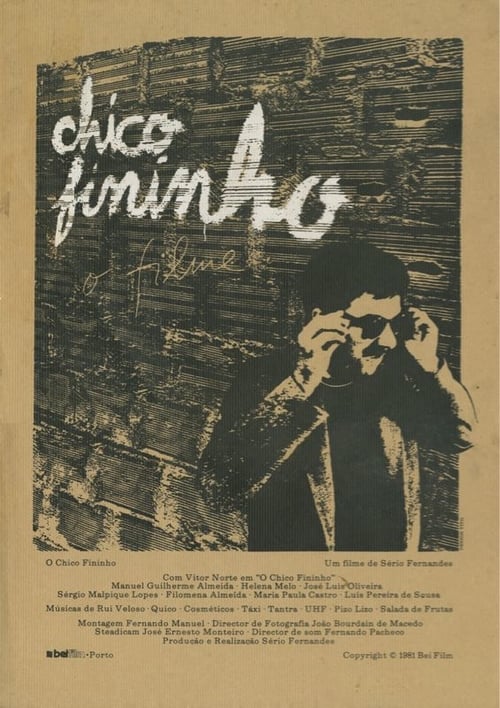 chico
fininho
o filme
O Chico Fininho
Um filme de Sério Fernandes
Com Vitor Norte em "O Chico Fininho"
Manuel Guilherme Almeida · Helena Melo · José Luis Oliveira
Sérgio Malpique Lopes · Filomena Almeida · Maria Paula Castro · Luis Pereira de Sousa
Músicas de Rui Veloso · Quico · Cosméticos · Táxi · Tantra · UHF · Pizo Lizo · Salada de Frutas
Montagem Fernando Manuel · Director de Fotografia João Bourdain de Macedo
Steadicam José Ernesto Monteiro · Director de som Fernando Pacheco
Produção e Realização Sério Fernandes
bei film · Porto
Copyright © 1981 Bei Film